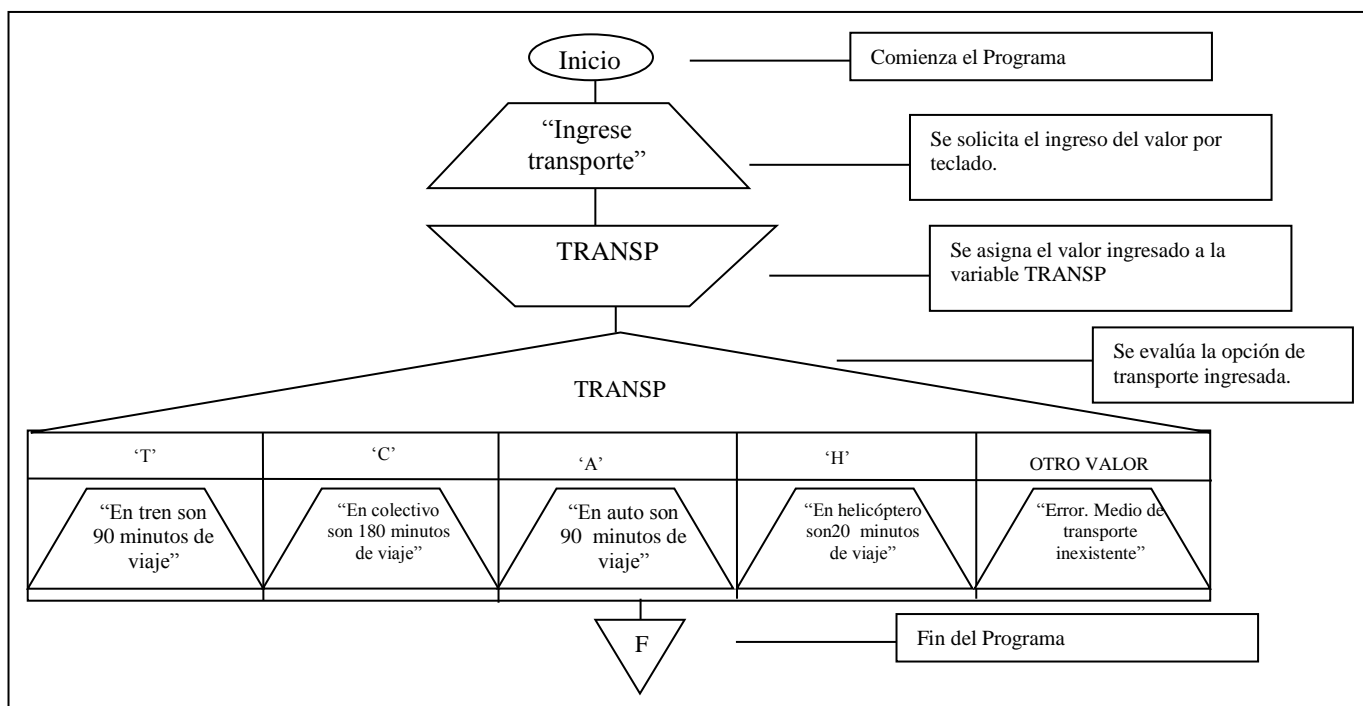 Inicio
Comienza el Programa
“Ingrese
transporte”
Se solicita el ingreso del valor por
teclado.
TRANSP
Se asigna el valor ingresado a la
variable TRANSP
Se evalúa la opción de
transporte ingresada.
TRANSP
‘T’
‘C’
‘A’
‘H’
OTRO VALOR
“En tren son
90 minutos de
viaje”
“En colectivo
son 180 minutos
de viaje”
“En auto son
90 minutos de
viaje”
“En helicóptero
son20 minutos
de viaje”
“Error. Medio de
transporte
inexistente”
F
Fin del Programa